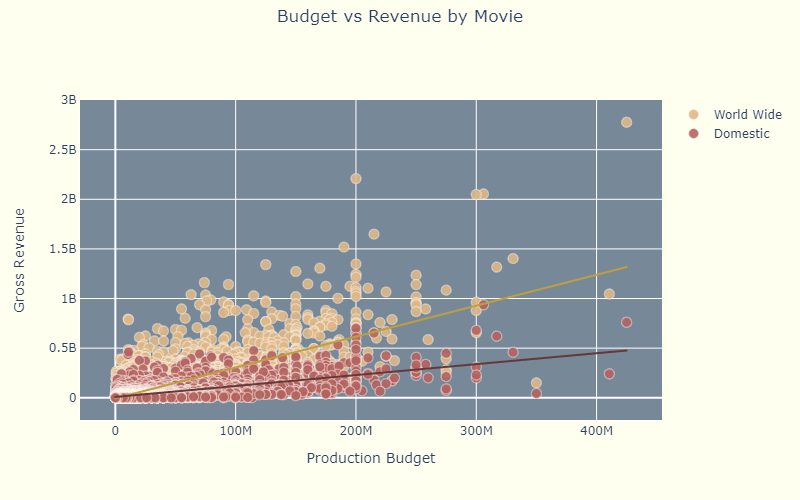 Budget vs Revenue by Movie
World Wide
Domestic
3B
2.5B
2B
1.5B
1B
0.5B
0
Gross Revenue
0
100M
200M
300M
400M
Production Budget